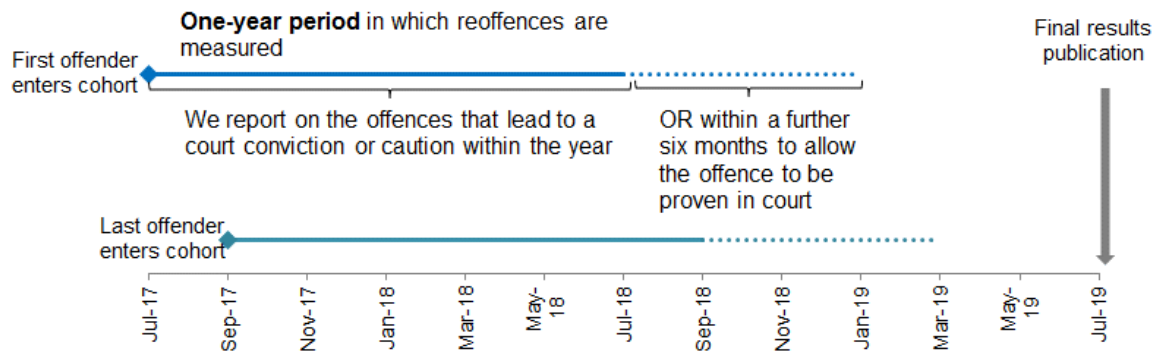 One-year period in which reoffences are
measured
Final results
publication
First offender
enters cohort
We report on the offences that lead to a
court conviction or caution within the year
OR within a further
six months to allow
the offence to be
proven in court
Last offender
enters cohort
Jul-17
Sep-17
Nov-17
Jan-18
Mar-18
May-
18
Jul-18
Sep-18
Nov-18
Jan-19
Mar-19
May-
19
Jul-19